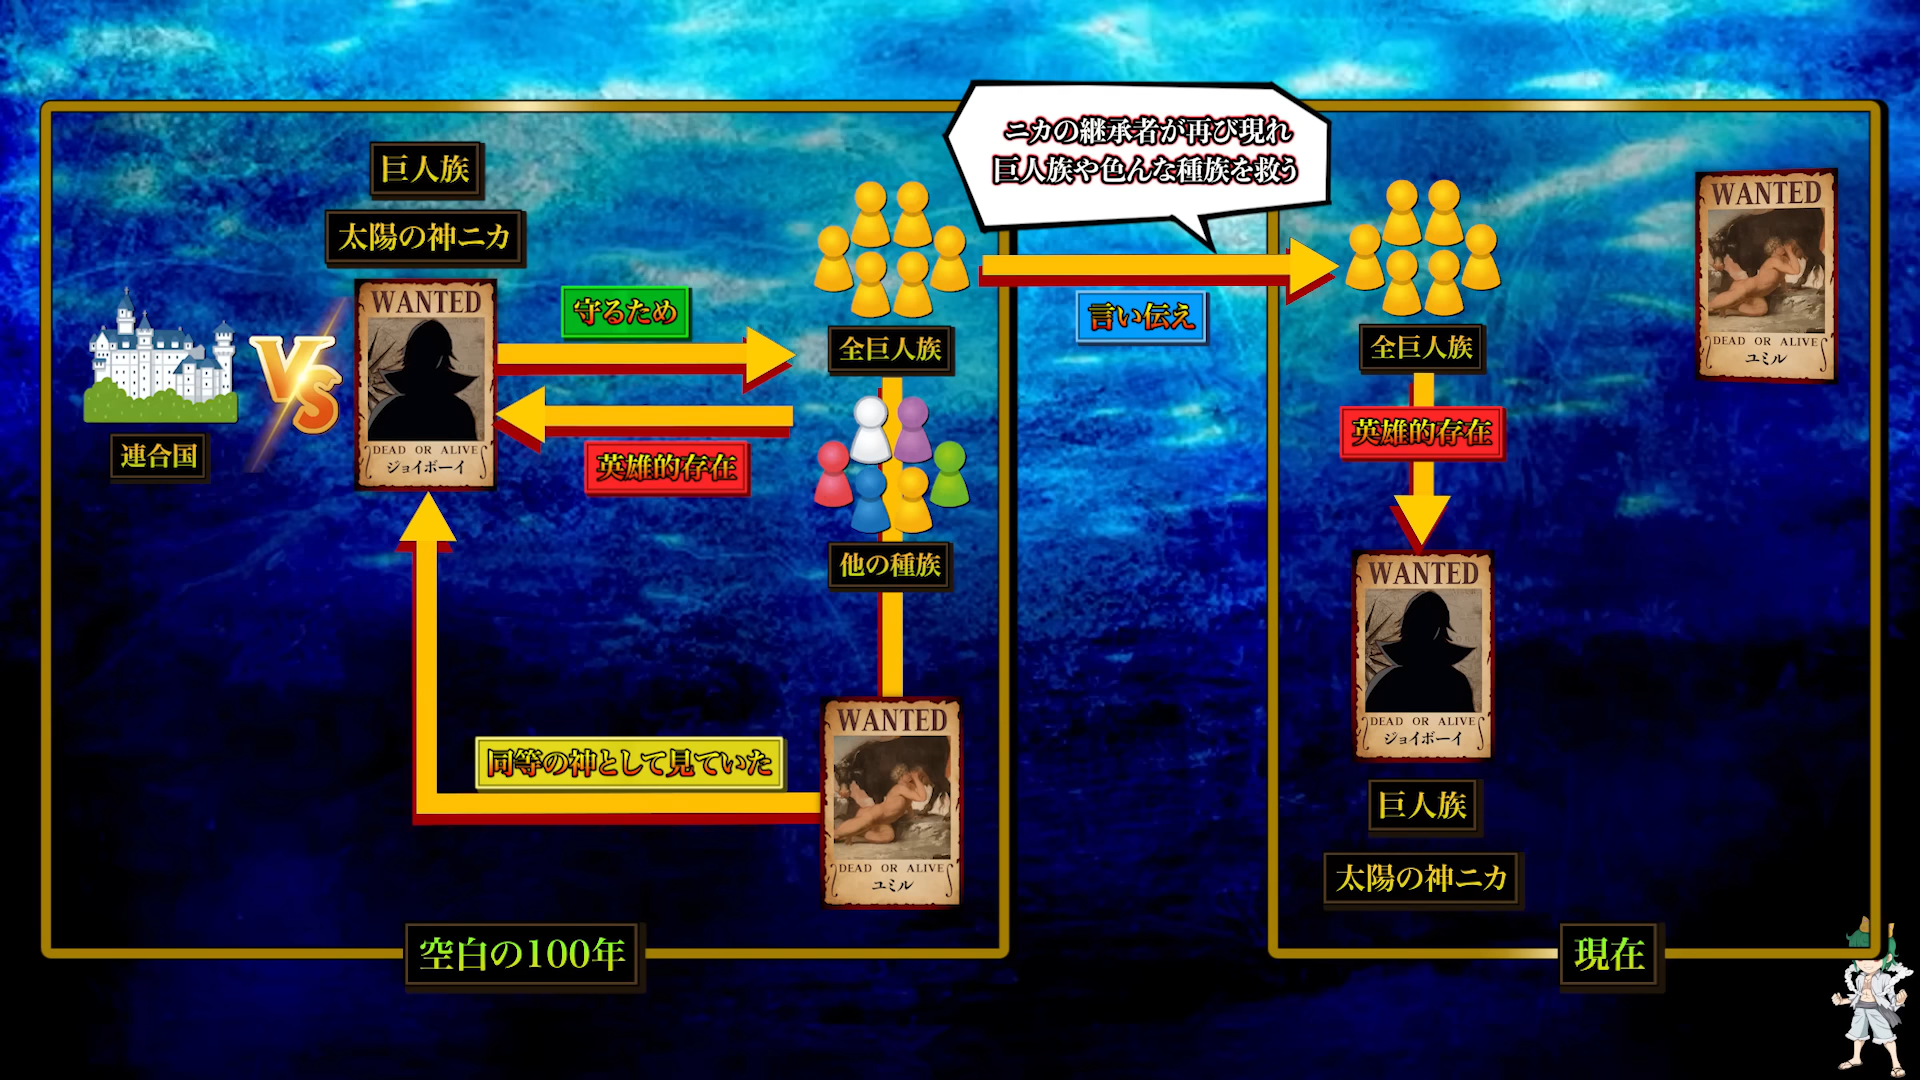 ニカの継承者が再び現れ
巨人族や色んな種族を救う
巨人族
太陽の神ニカ
WANTED
DEAD OR ALIVE
ジョイボーイ
VS
連合国
守るため
英雄的存在
全巨人族
他の種族
同等の神として見ていた
WANTED
DEAD OR ALIVE
ユミル
空白の100年
言い伝え
全巨人族
英雄的存在
WANTED
DEAD OR ALIVE
ジョイボーイ
巨人族
太陽の神ニカ
WANTED
DEAD OR ALIVE
ユミル
現在